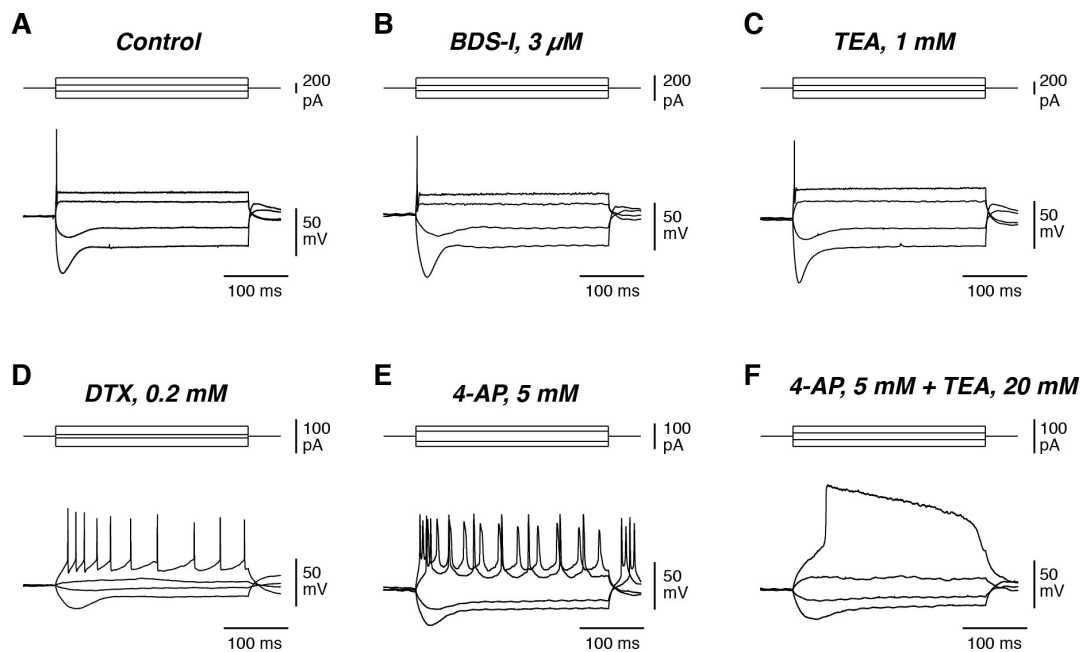 A
Control
200
pA
50
mV
100 ms
B
BDS-I, 3 µM
200
pA
50
mV
100 ms
C
TEA, 1 mM
200
pA
50
mV
100 ms
D
DTX, 0.2 mM
100
pA
50
mV
100 ms
E
4-AP, 5 mM
100
pA
50
mV
100 ms
F
4-AP, 5 mM + TEA, 20 mM
100
pA
50
mV
100 ms